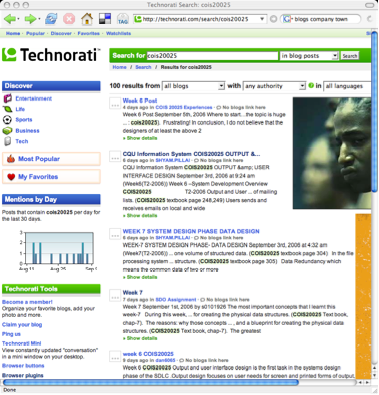 Technorati: Search: cois20025
http://technorati.com/search/cois20025
blogs company town
Home · Popular · Discover · Favorites · Watchlists
Technorati
Search for cois20025 in blog posts Search
Home / Search / Results for cois20025
100 results from all blogs with any authority in all languages
Discover
Entertainment
Life
Sports
Business
Tech
Most Popular
My Favorites
Mentions by Day
Posts that contain cois20025 per day for
the last 30 days.
3
2
1
0
Technorati Tools
Become a member!
Organize your favorite blogs, add your
photo and more.
Claim your blog
Ping us
Technorati Mini
View constantly updated "conversation"
in a mini window on your desktop.
Browser buttons
Browser plugins
Week 8 Post
4 days ago in COIS 20025 Experiences · No blogs link here
Week 6 Post September 5th, 2006 Where to start...the topic is huge
... : cois20025). Frustrating! In conclusion, I do not believe that the
designers of at least the above 2
Show details
CQU Information System COIS20025 OUTPUT &...
6 days ago in SHYAM.PILLAI · No blogs link here
Information System COIS20025 OUTPUT &amp; USER
INTERFACE DESIGN September 3rd, 2006 at 9:24 am
(Week6(T2-2006)) Week 6 –System Development Overview
COIS20025 T2-2006 Output and User ... of mailing
lists. (COIS20025 textbook page 248,249) Users sends and
receives emails on local and wide
Show details
WEEK 7 SYSTEM DESIGN PHASE DATA DESIGN
6 days ago in SHYAM.PILLAI · No blogs link here
WEEK-7 SYSTEM DESIGN PHASE- DATA DESIGN September 3rd, 2006 at 4:32 am
(Week7(T2-2006)) ... one volume of structured data. (COIS20025 textbook page 304) In the file
processing system ... structure. (COIS20025 textbook page 305) Data Redundancy which
means the common data of two or more
Show details
Week 7
7 days ago in SDG Assignment · No blogs link here
Week 7 September 1st, 2006 by s0101926 The most important concepts that I learnt this
week-7 During this week, ... for creating the physical data structures. (COIS20025 Text book,
chap-7). The reasons: why those concepts ... , and a blueprint for creating the physical data
structures. (COIS20025 Text book, chap-7). The greatest
Show details
week 6 COIS20025
9 days ago in dan6065 · No blogs link here
Week 6 COIS20025 Output and user interface design is the first task in the systems design
phase of the SDLC. Output design focuses on user needs for screen and printed forms of output,
Done